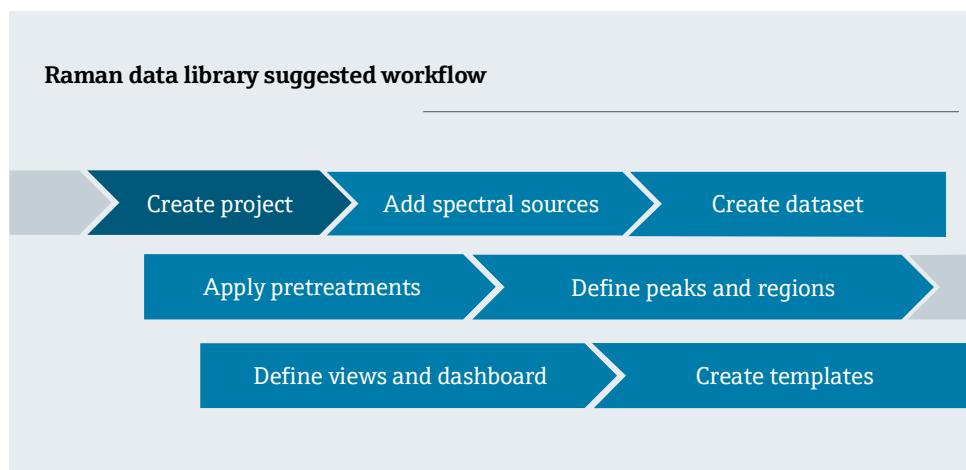 Raman data library suggested workflow
Create project
Add spectral sources
Create dataset
Apply pretreatments
Define peaks and regions
Define views and dashboard
Create templates